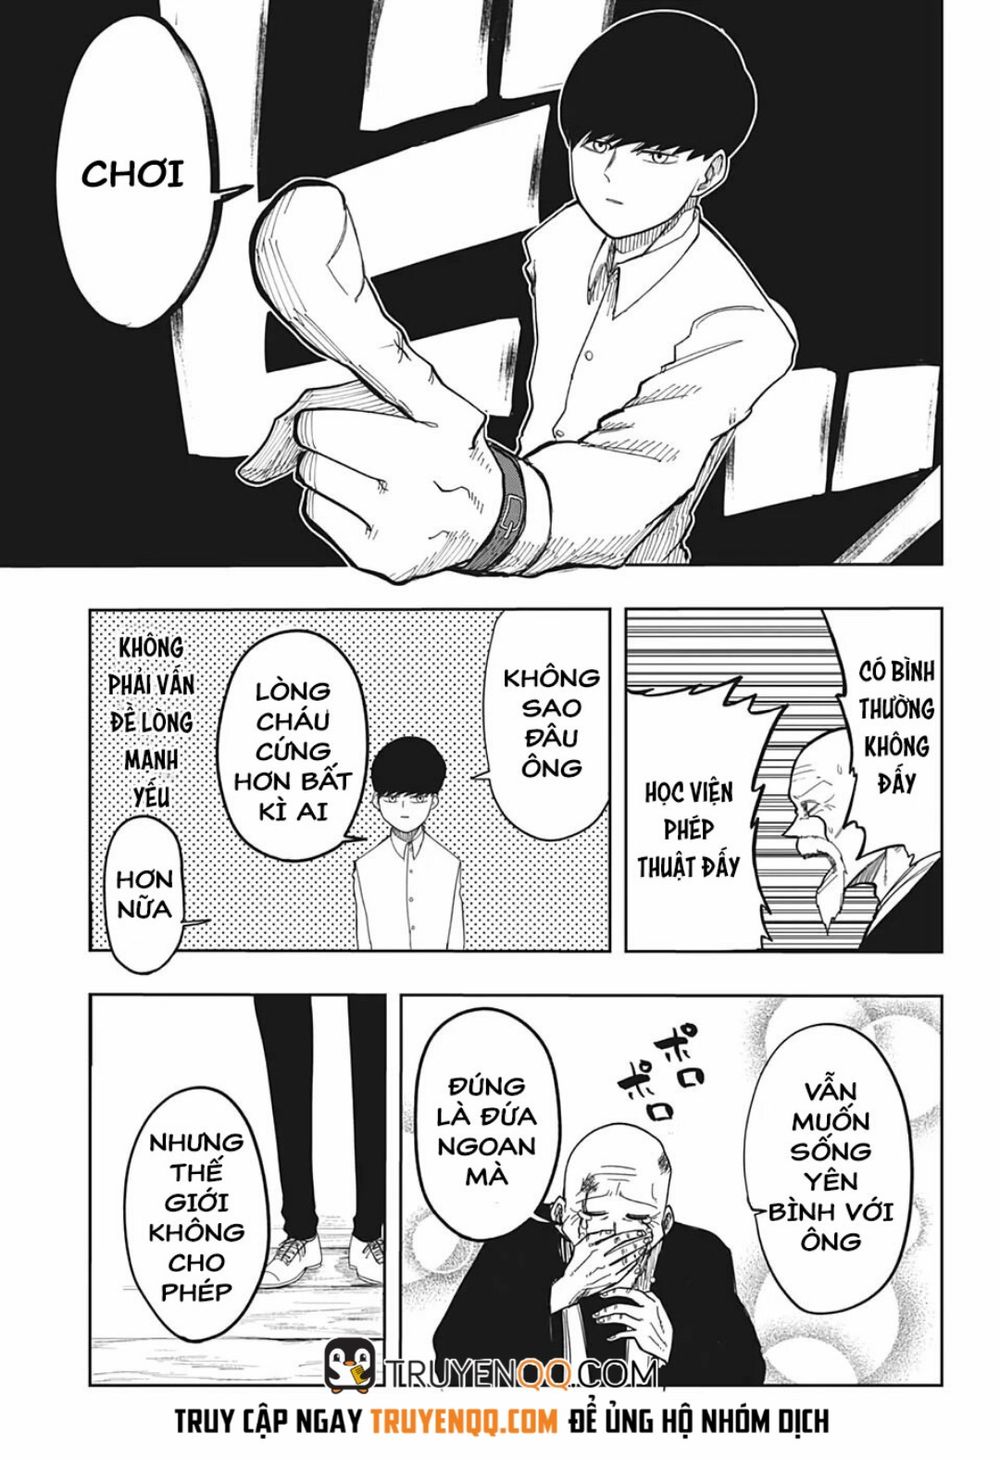 CHƠI
CÓ BÌNH
THƯỜNG
KHÔNG
ĐẤY
HỌC VIỆN
PHÉP
THUẬT ĐẤY
KHÔNG
SAO
ĐÂU
ÔNG
LÒNG
CHÁU
CỨNG
HƠN BẤT
KÌ AI
KHÔNG
PHẢI VẤN
ĐỀ LÒNG
MẠNH
YẾU
HƠN
NỮA
VẪN
MUỐN
SỐNG
YÊN
BÌNH VỚI
ÔNG
ポロ
ポロ
ĐÚNG
LÀ ĐỨA
NGOAN
MÀ
NHƯNG
THẾ
GIỚI
KHÔNG
CHO
PHÉP
TRUYENQQ.COM
TRUY CẬP NGAY TRUYENQQ.COM ĐỂ ỦNG HỘ NHÓM DỊCH